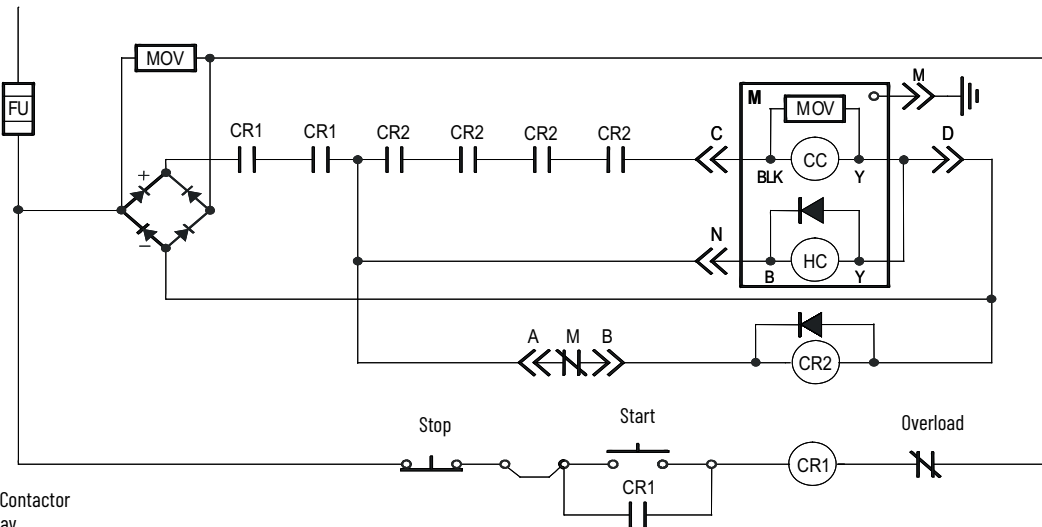 MOV
FU
M
M
MOV
CR1 CR1 CR2 CR2 CR2 CR2 C D
CC
BLK Y
+
N
HC
−
B Y
A M B
CR2
Stop Start Overload
CR1
CR1
Contactor
ay